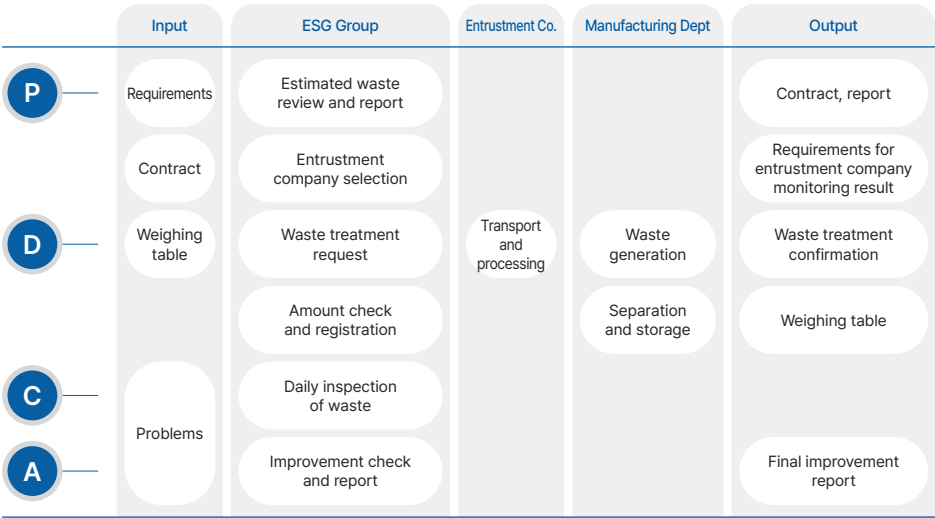 Input
ESG Group
Entrustment Co.
Manufacturing Dept
Output
P
Requirements
Estimated waste
review and report
Contract, report
Contract
Entrustment
company selection
Requirements for
entrustment company
monitoring result
D
Weighing
table
Waste treatment
request
Transport
and
processing
Waste
generation
Waste treatment
confirmation
Amount check
and registration
Separation
and storage
Weighing table
C
Problems
Daily inspection
of waste
A
Improvement check
and report
Final improvement
report